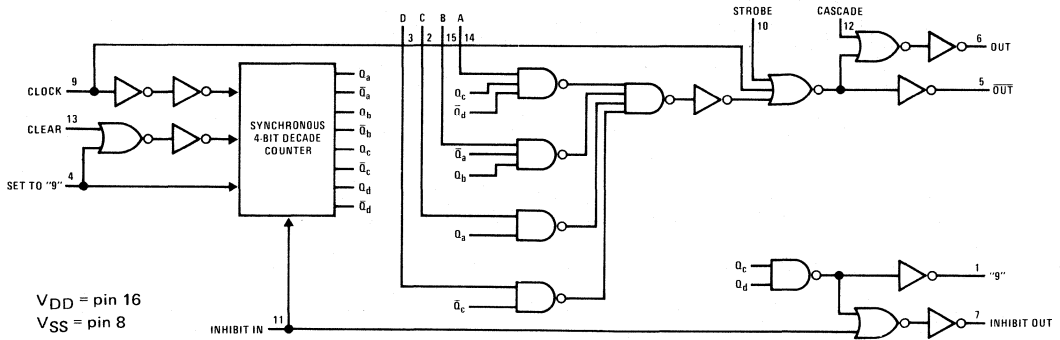 D C B A
3 2 15 14
STROBE
10
CASCADE
12
6
OUT
5
O̅U̅T̅
9
CLOCK
13
CLEAR
4
SET TO "9"
SYNCHRONOUS
4-BIT DECADE
COUNTER
Qa
Q̅a
Qb
Q̅b
Qc
Q̅c
Qd
Q̅d
Qc
Q̅d
Q̅a
Qb
Qa
Q̅c
Qc
Qd
1
"9"
7
INHIBIT OUT
11
INHIBIT IN
VDD = pin 16
VSS = pin 8